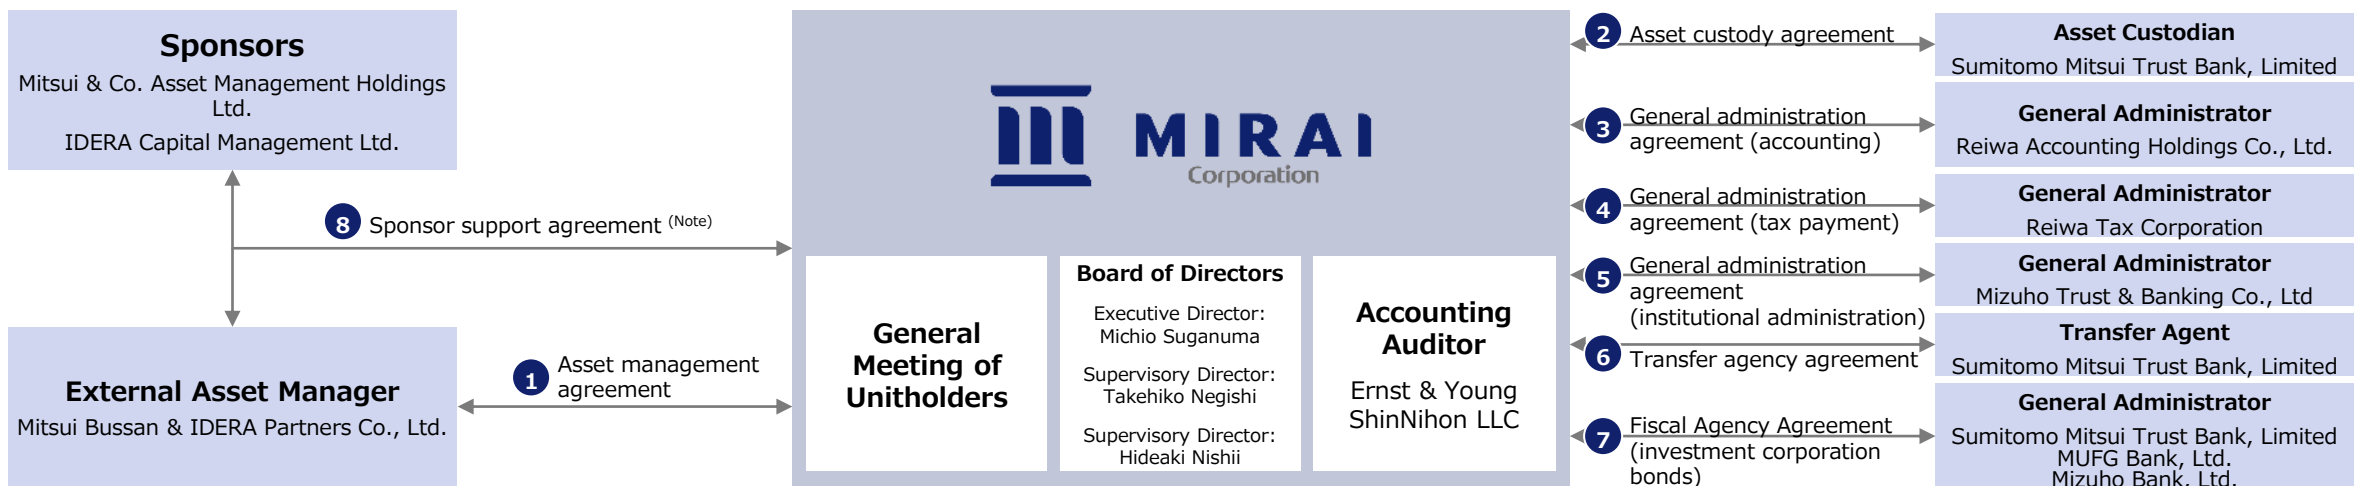 Sponsors
Mitsui & Co. Asset Management Holdings
Ltd.
IDERA Capital Management Ltd.
8 Sponsor support agreement (Note)
External Asset Manager
Mitsui Bussan & IDERA Partners Co., Ltd.
1 Asset management
agreement
MIRAI
Corporation
General
Meeting of
Unitholders
Board of Directors
Executive Director:
Michio Suganuma
Supervisory Director:
Takehiko Negishi
Supervisory Director:
Hideaki Nishii
Accounting
Auditor
Ernst & Young
ShinNihon LLC
2 Asset custody agreement
Asset Custodian
Sumitomo Mitsui Trust Bank, Limited
3 General administration
agreement (accounting)
General Administrator
Reiwa Accounting Holdings Co., Ltd.
4 General administration
agreement (tax payment)
General Administrator
Reiwa Tax Corporation
5 General administration
agreement
(institutional administration)
General Administrator
Mizuho Trust & Banking Co., Ltd
6 Transfer agency agreement
Transfer Agent
Sumitomo Mitsui Trust Bank, Limited
7 Fiscal Agency Agreement
(investment corporation
bonds)
General Administrator
Sumitomo Mitsui Trust Bank, Limited
MUFG Bank, Ltd.
Mizuho Bank, Ltd.